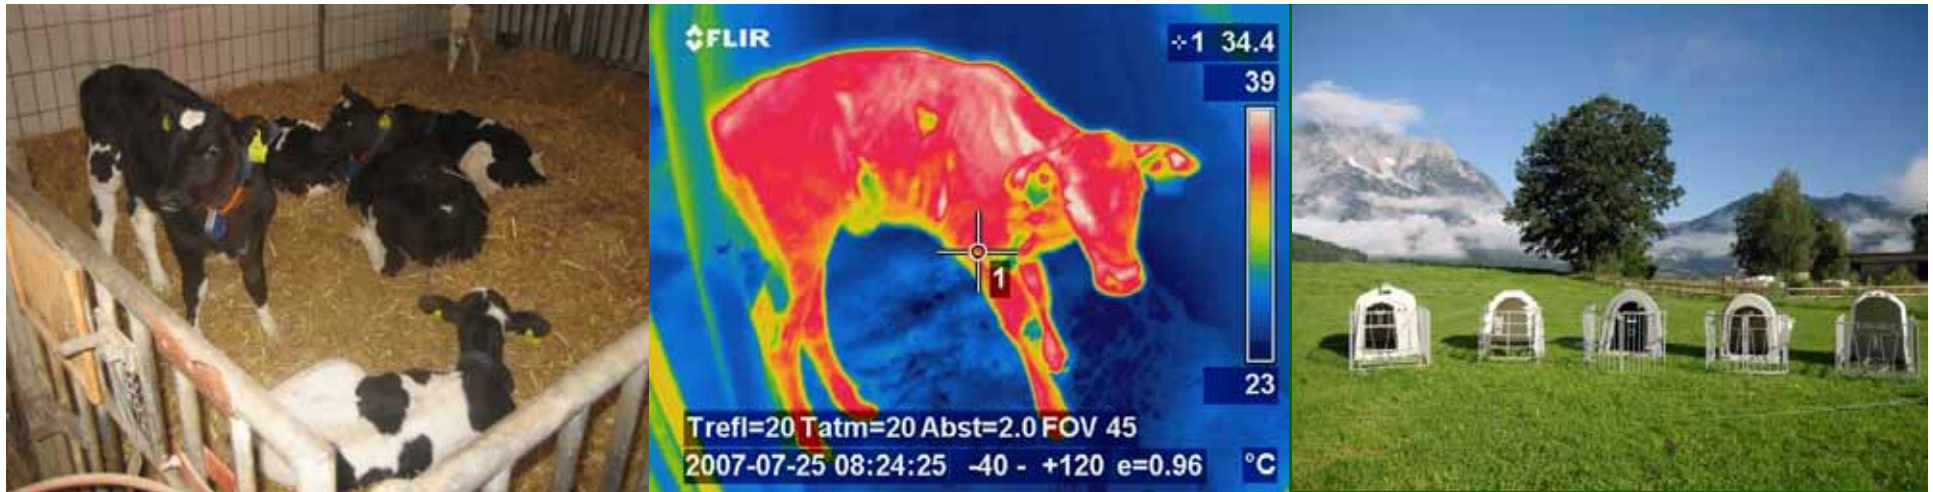 FLIR
1 34.4
39
1
23
Trefl=20 Tatm=20 Abst=2.0 FOV 45
2007-07-25 08:24:25 -40 - +120 e=0.96 °C